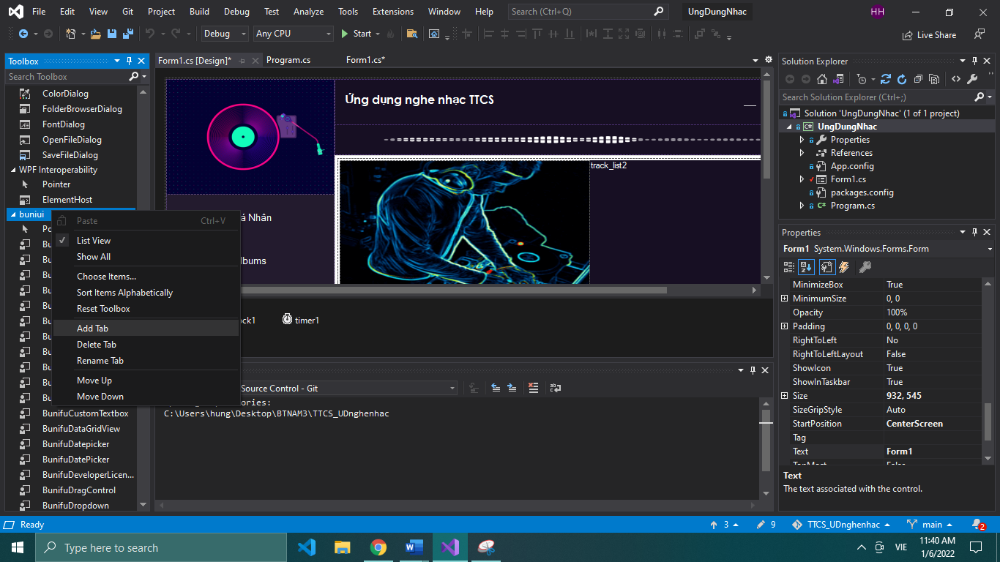 File Edit View Git Project Build Debug Test Analyze Tools Extensions Window Help Search (Ctrl+Q) UngDungNhac HH
Debug Any CPU Start Live Share
Toolbox
Search Toolbox
ColorDialog
FolderBrowserDialog
FontDialog
OpenFileDialog
SaveFileDialog
WPF Interoperability
Pointer
ElementHost
buniui
Po
Bu
Bu
Bu
Bu
Bu
Bu
Bu
Bu
Bu
Bu
Bu
BunifuCustomTextbox
BunifuDataGridView
BunifuDatepicker
BunifuDatePicker
BunifuDeveloperLicen...
BunifuDragControl
BunifuDropdown
Paste Ctrl+V
List View
Show All
Choose Items...
Sort Items Alphabetically
Reset Toolbox
Add Tab
Delete Tab
Rename Tab
Move Up
Move Down
Form1.cs [Design]* Program.cs Form1.cs*
Ứng dụng nghe nhạc TTCS
track_list2
á Nhân
lbums
ock1 timer1
Source Control - Git
ories:
C:\Users\hung\Desktop\BTNAM3\TTCS_UDnghenhac
Solution Explorer
Search Solution Explorer (Ctrl+;)
Solution 'UngDungNhac' (1 of 1 project)
C# UngDungNhac
Properties
References
App.config
Form1.cs
packages.config
C# Program.cs
Properties
Form1 System.Windows.Forms.Form
MinimizeBox True
MinimumSize 0, 0
Opacity 100%
Padding 0, 0, 0, 0
RightToLeft No
RightToLeftLayout False
ShowIcon True
ShowInTaskbar True
Size 932, 545
SizeGripStyle Auto
StartPosition CenterScreen
Tag
Text Form1
TopMost False
Text
The text associated with the control.
Ready 3 9 TTCS_UDnghenhac main 2
Type here to search VIE 11:40 AM
1/6/2022